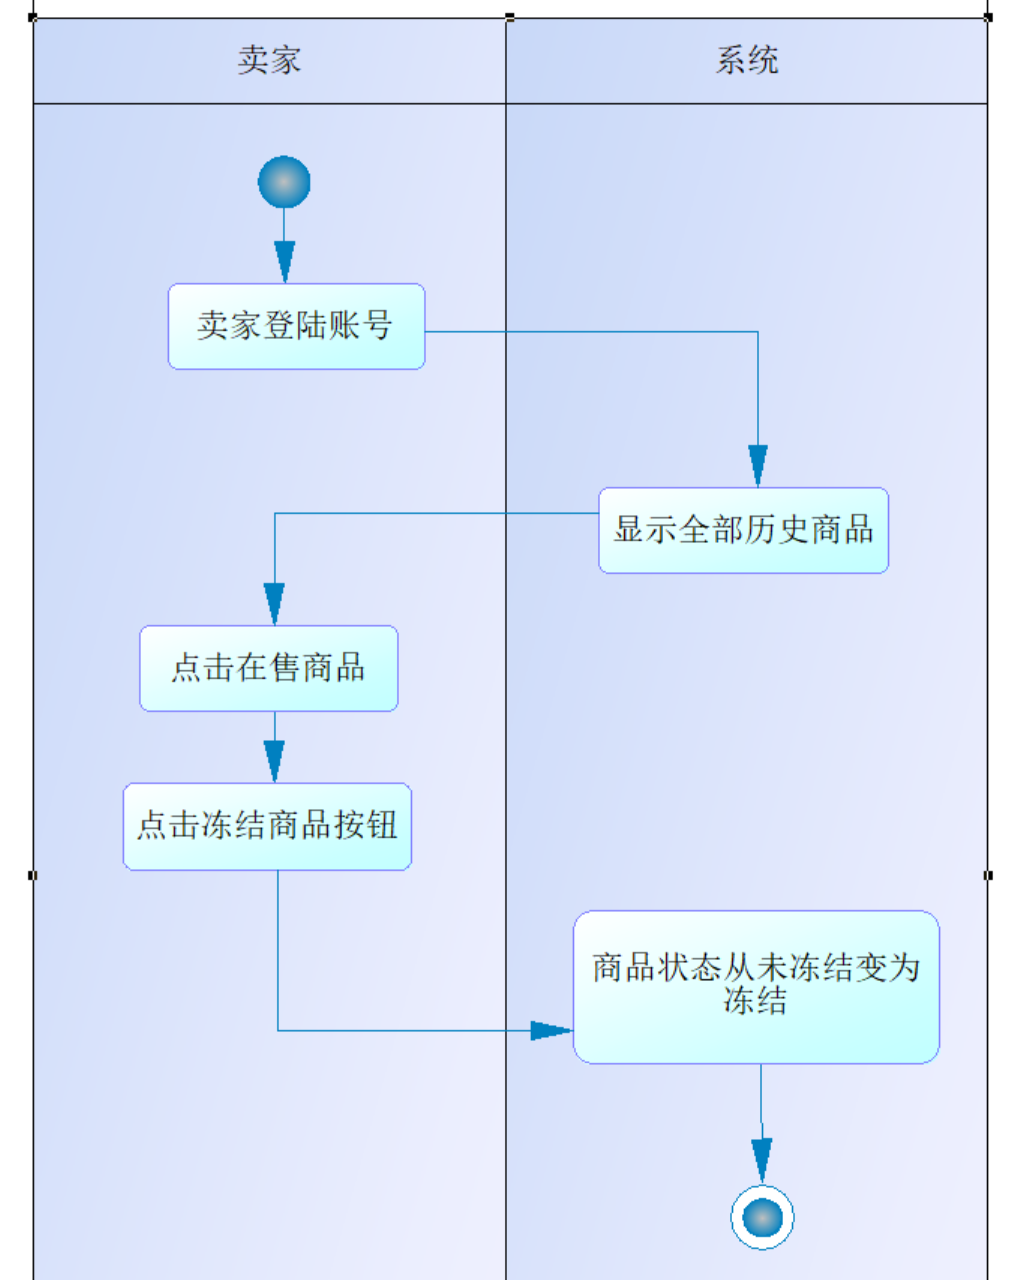 卖家
系统
卖家登陆账号
显示全部历史商品
点击在售商品
点击冻结商品按钮
商品状态从未冻结变为
冻结